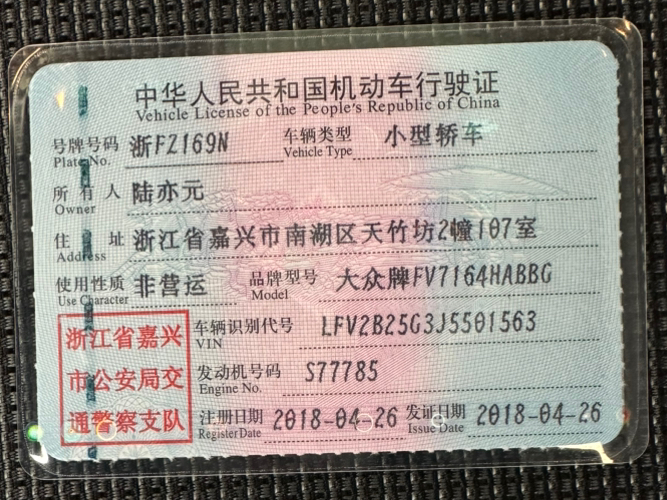 中华人民共和国机动车行驶证
Vehicle License of the People's Republic of China
号牌号码 浙FZ169N 车辆类型 小型轿车
Plate No. Vehicle Type
所有人 陆亦元
Owner
住址 浙江省嘉兴市南湖区天竹坊2幢107室
Address
使用性质 非营运 品牌型号 大众牌FV7164HABBG
Use Character Model
浙江省嘉兴
市公安局交
通警察支队
车辆识别代号 LFV2B25G3J5501563
VIN
发动机号码 S77785
Engine No.
注册日期 2018-04-26 发证日期 2018-04-26
Register Date Issue Date